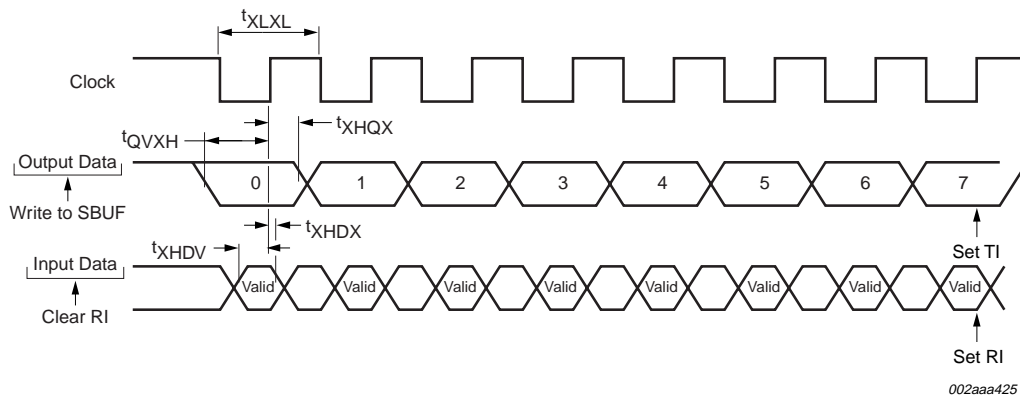 tXLXL
Clock
tXHQX
tQVXH
Output Data
0 1 2 3 4 5 6 7
Write to SBUF
tXHDX
tXHDV
Set TI
Input Data
Valid Valid Valid Valid Valid Valid Valid Valid
Clear RI
Set RI
002aaa425